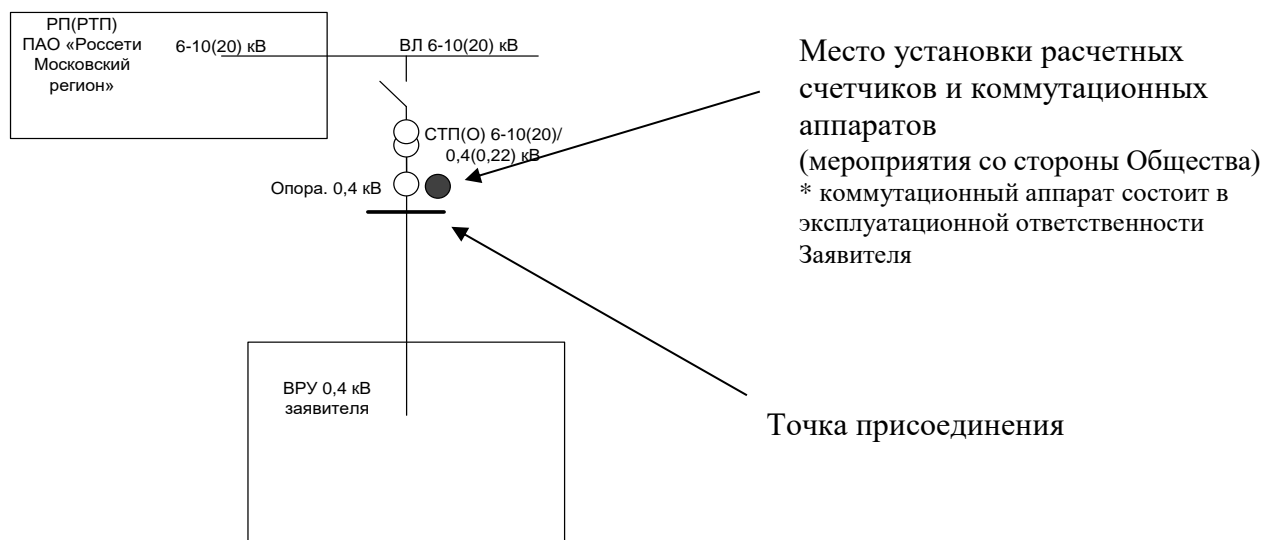 РП(РТП)
ПАО «Россети
Московский
регион»
6-10(20) кВ
ВЛ 6-10(20) кВ
СТП(О) 6-10(20)/
0,4(0,22) кВ
Опора. 0,4 кВ
Место установки расчетных
счетчиков и коммутационных
аппаратов
(мероприятия со стороны Общества)
* коммутационный аппарат состоит в
эксплуатационной ответственности
Заявителя
ВРУ 0,4 кВ
заявителя
Точка присоединения